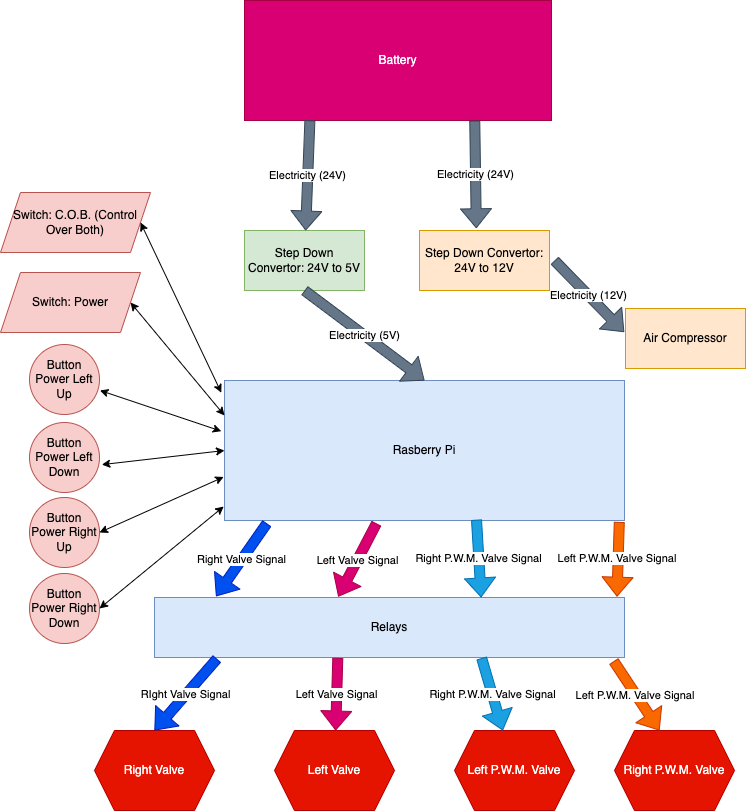 Battery
Electricity (24V)
Electricity (24V)
Switch: C.O.B. (Control
Over Both)
Step Down
Convertor: 24V to 5V
Step Down Convertor:
24V to 12V
Electricity (12V)
Switch: Power
Electricity (5V)
Air Compressor
Button
Power Left
Up
Rasberry Pi
Button
Power Left
Down
Button
Power Right
Up
Right Valve Signal
Left Valve Signal
Right P.W.M. Valve Signal
Left P.W.M. Valve Signal
Button
Power Right
Down
Relays
RIght Valve Signal
Left Valve Signal
Right P.W.M. Valve Signal
Left P.W.M. Valve Signal
Right Valve
Left Valve
Left P.W.M. Valve
Right P.W.M. Valve